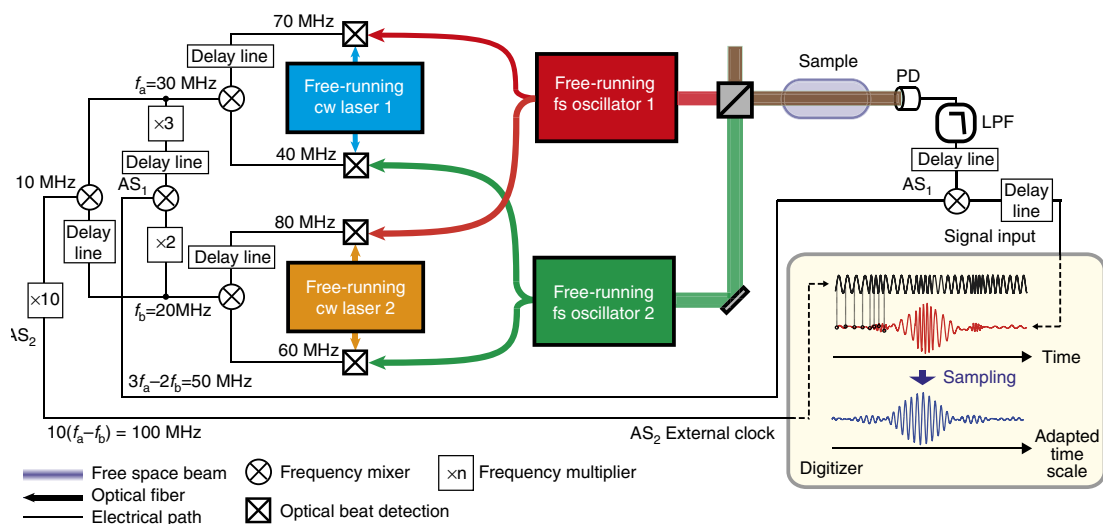 70 MHz
Delay line
fₐ=30 MHz
×3
Delay line
10 MHz
AS₁
Delay line
×2
×10
AS₂
f_b=20MHz
40 MHz
80 MHz
Delay line
60 MHz
Free-running
cw laser 1
Free-running
cw laser 2
Free-running
fs oscillator 1
Free-running
fs oscillator 2
Sample
PD
LPF
Delay line
AS₁
Delay
line
Signal input
Time
Sampling
Adapted
time
scale
Digitizer
3fₐ–2f_b=50 MHz
10(fₐ–f_b) = 100 MHz
AS₂ External clock
Free space beam
Optical fiber
Electrical path
Frequency mixer
Optical beat detection
×n
Frequency multiplier